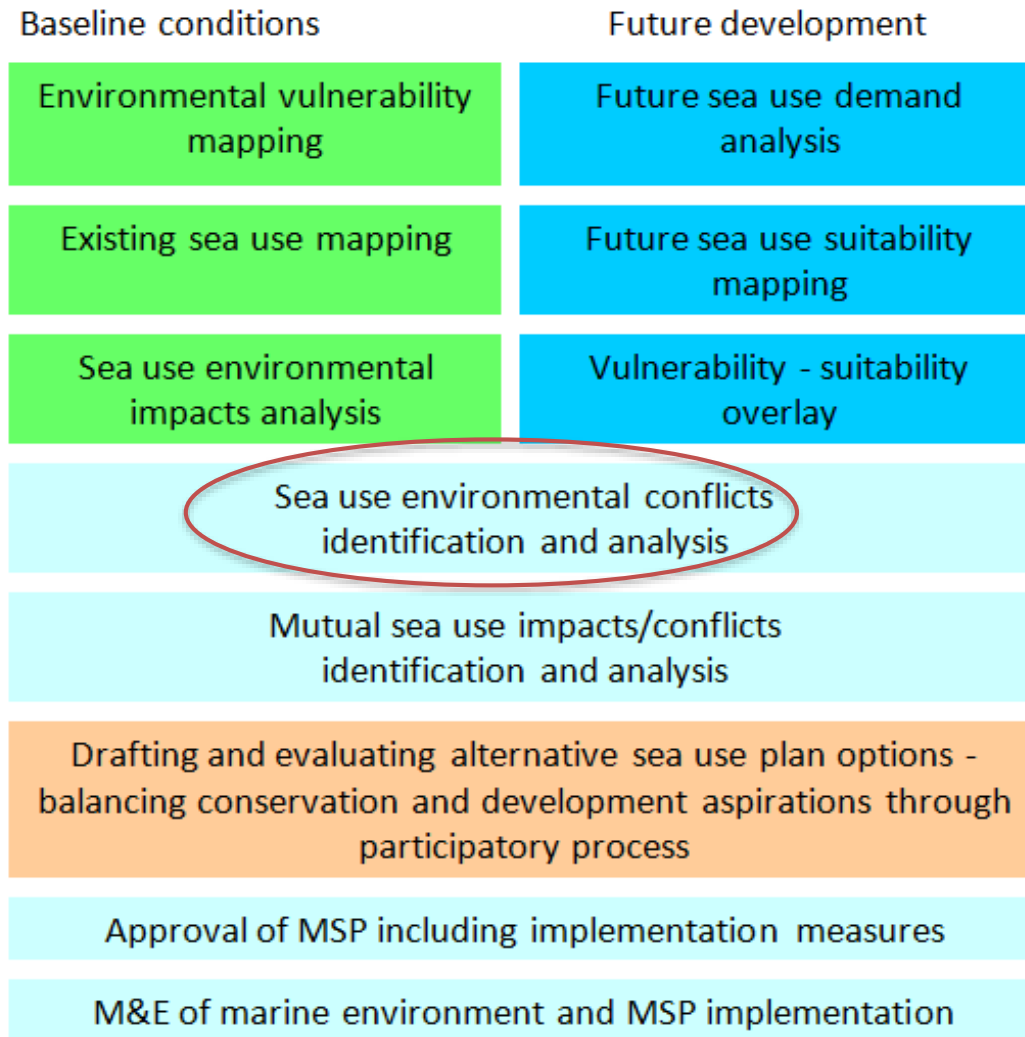 Baseline conditions
Future development
Environmental vulnerability
mapping
Future sea use demand
analysis
Existing sea use mapping
Future sea use suitability
mapping
Sea use environmental
impacts analysis
Vulnerability - suitability
overlay
Sea use environmental conflicts
identification and analysis
Mutual sea use impacts/conflicts
identification and analysis
Drafting and evaluating alternative sea use plan options -
balancing conservation and development aspirations through
participatory process
Approval of MSP including implementation measures
M&E of marine environment and MSP implementation